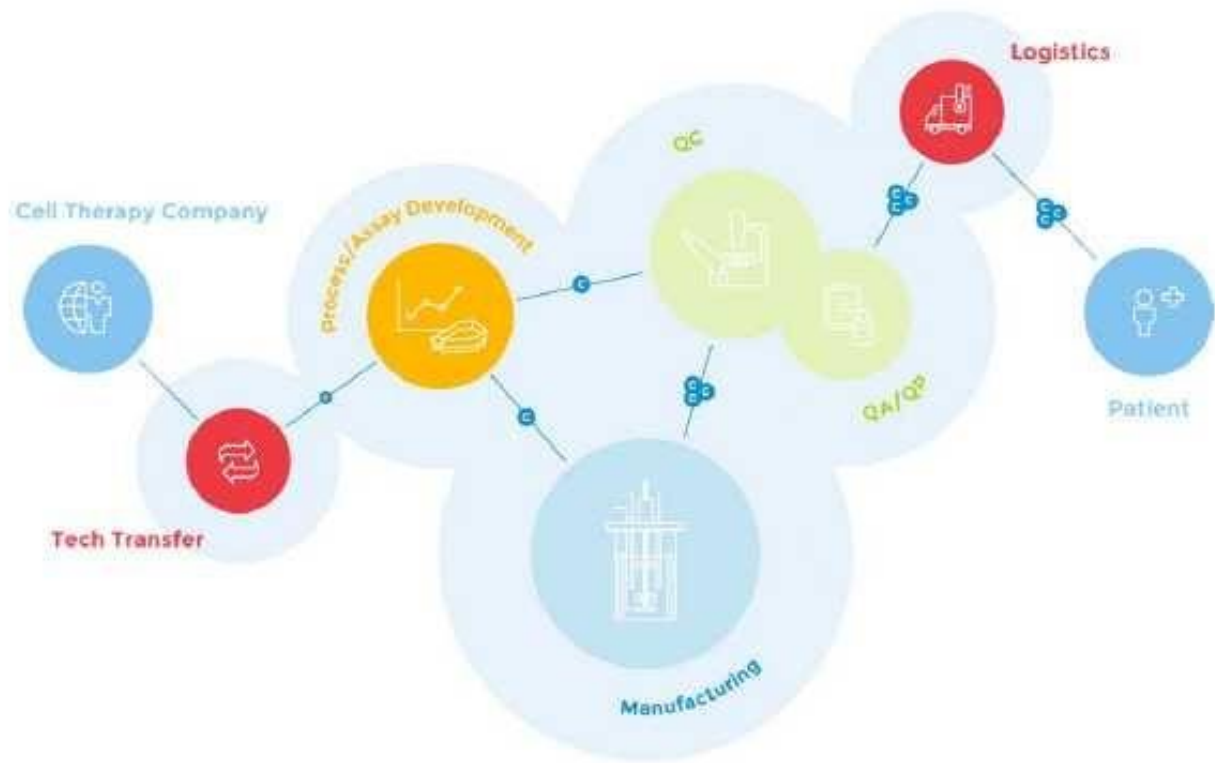 Logistics
QC
Cell Therapy Company
Process/Assay Development
C
C
C
C
C
C
C
C
C
C
C
QA/QP
Patient
Tech Transfer
Manufacturing